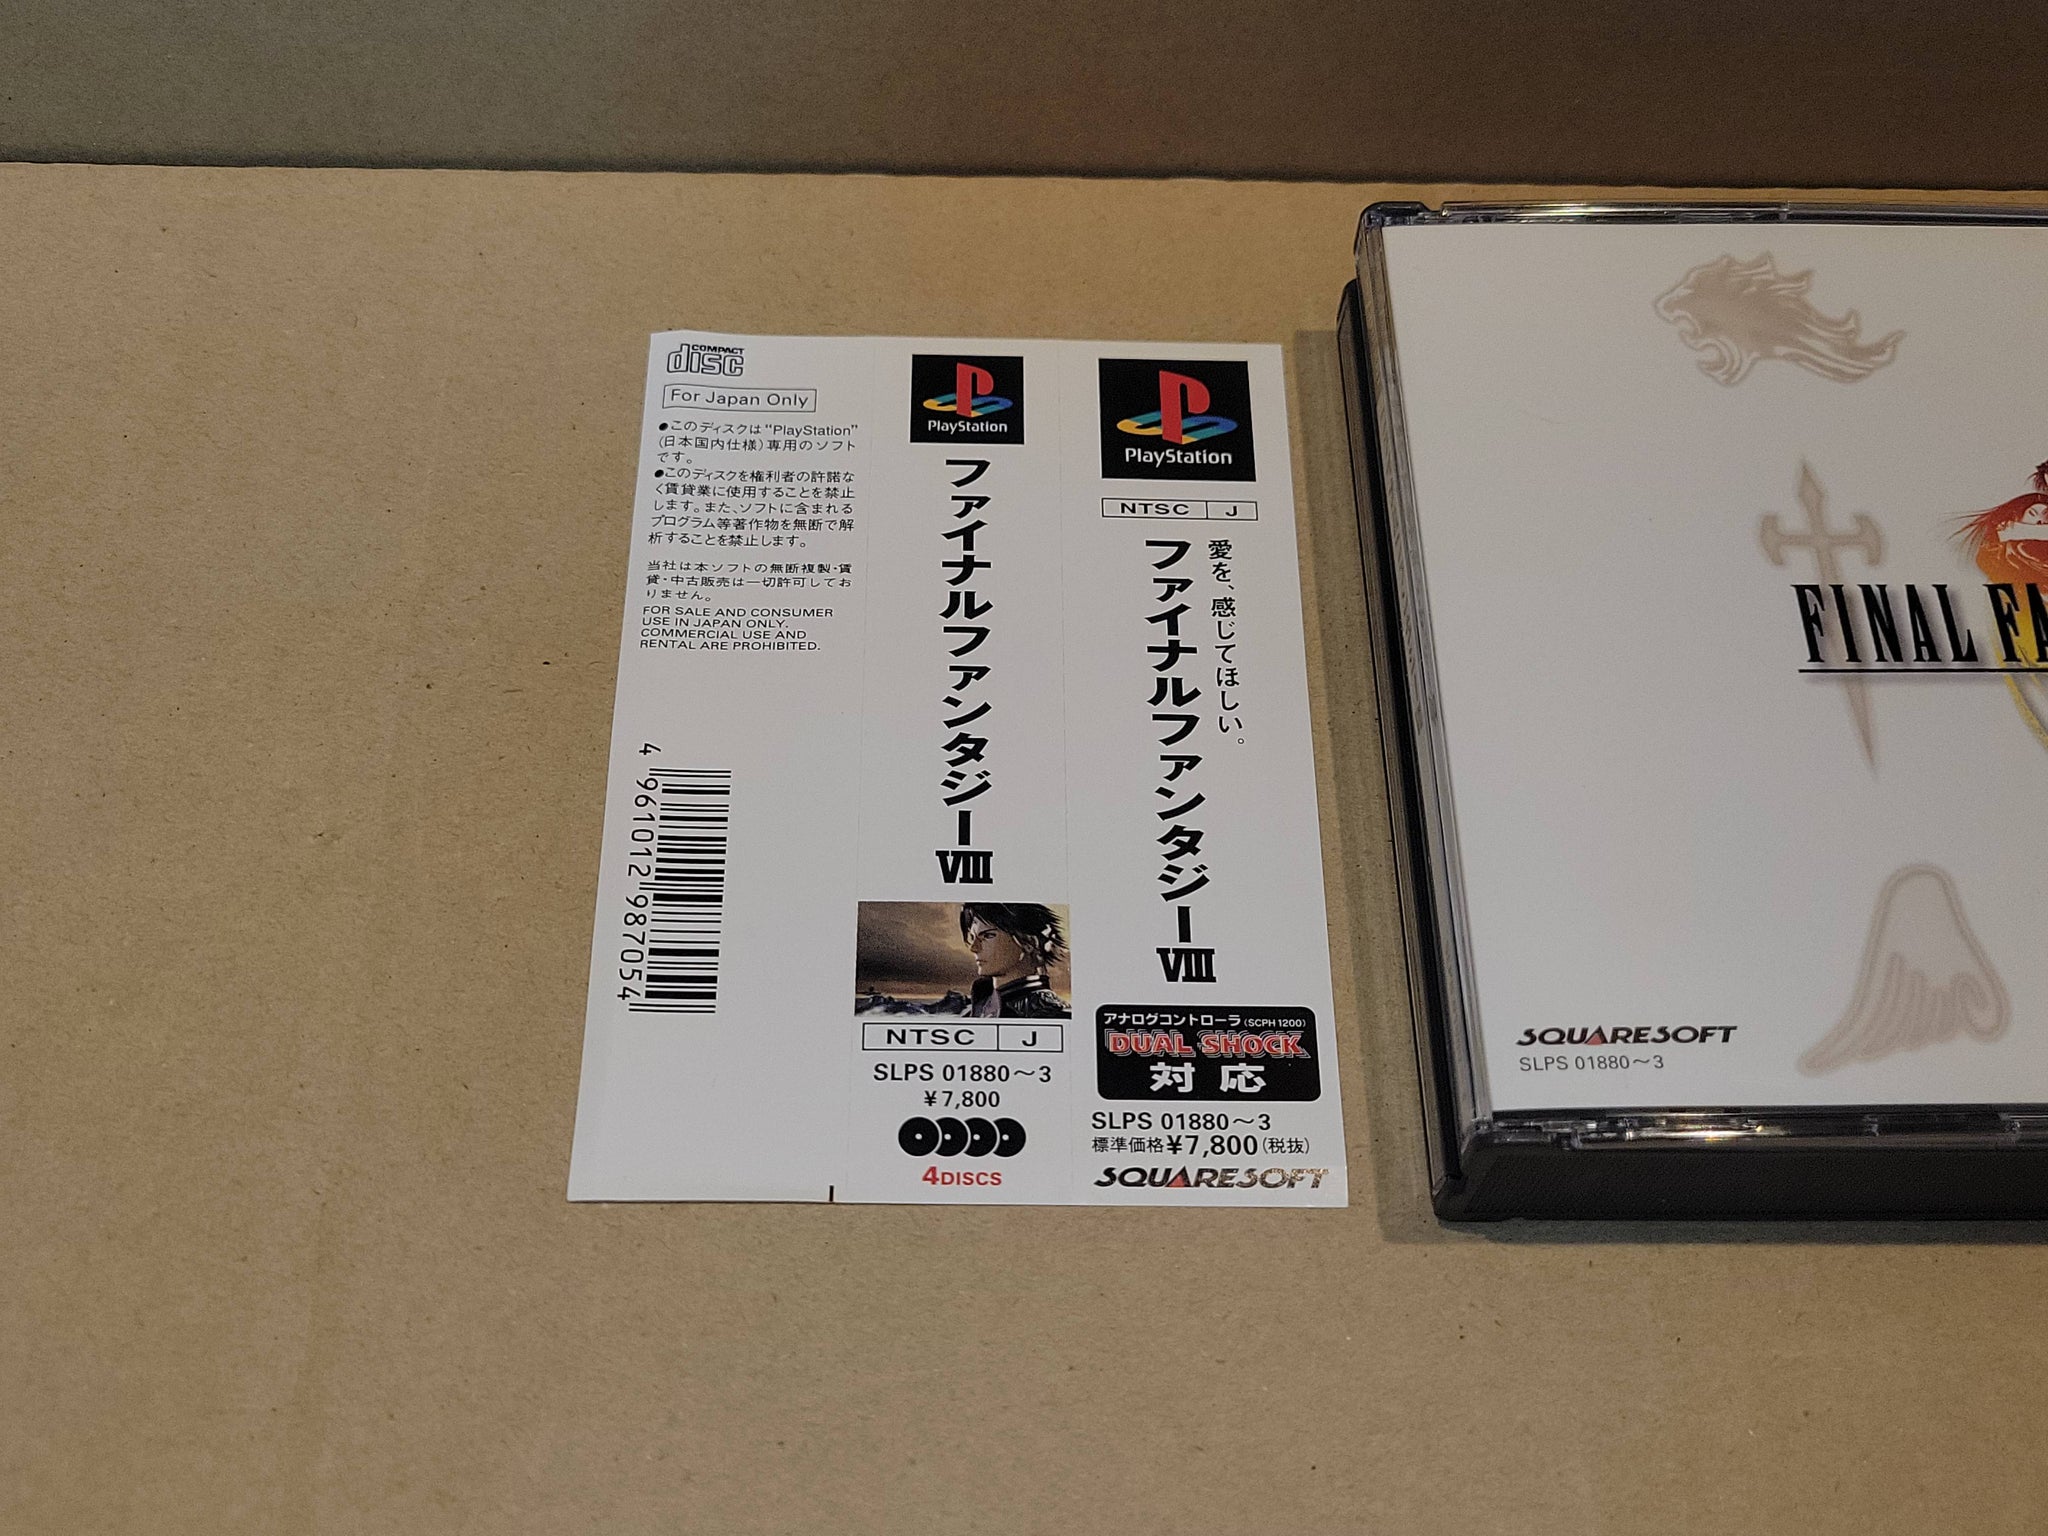 COMPACT
disc
For Japan Only
●このディスクは"PlayStation"
(日本国内仕様)専用のソフト
です。
●このディスクを権利者の許諾な
く賃貸業に使用することを禁止
します。また、ソフトに含まれる
プログラム等著作物を無断で解
析することを禁止します。
当社は本ソフトの無断複製・賃
貸・中古販売は一切許可してお
りません。
FOR SALE AND CONSUMER
USE IN JAPAN ONLY.
COMMERCIAL USE AND
RENTAL ARE PROHIBITED.
4 961012 987054
PlayStation
ファイナルファンタジーVIII
NTSC J
SLPS 01880～3
¥7,800
4DISCS
PlayStation
NTSC J
愛を、感じてほしい。
ファイナルファンタジーVIII
アナログコントローラ(SCPH 1200)
DUAL SHOCK
対応
SLPS 01880～3
標準価格¥7,800(税抜)
SQUARESOFT
FINAL FA
SQUARESOFT
SLPS 01880～3